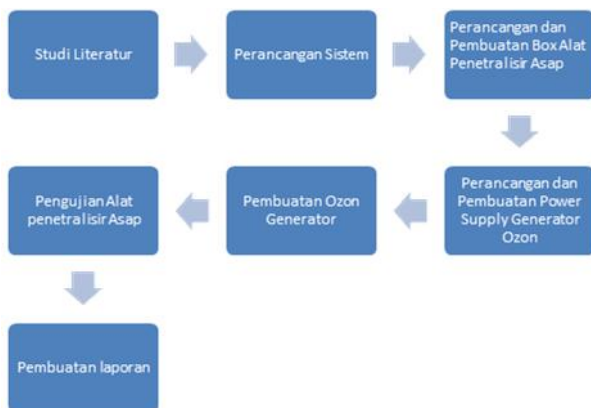 Studi Literatur
Perancangan Sistem
Perancangan dan
Pembuatan Box Alat
Penetralisir Asap
Perancangan dan
Pembuatan Power
Supply Generator
Ozon
Pembuatan Ozon
Generator
Pengujian Alat
penetralisir Asap
Pembuatan laporan